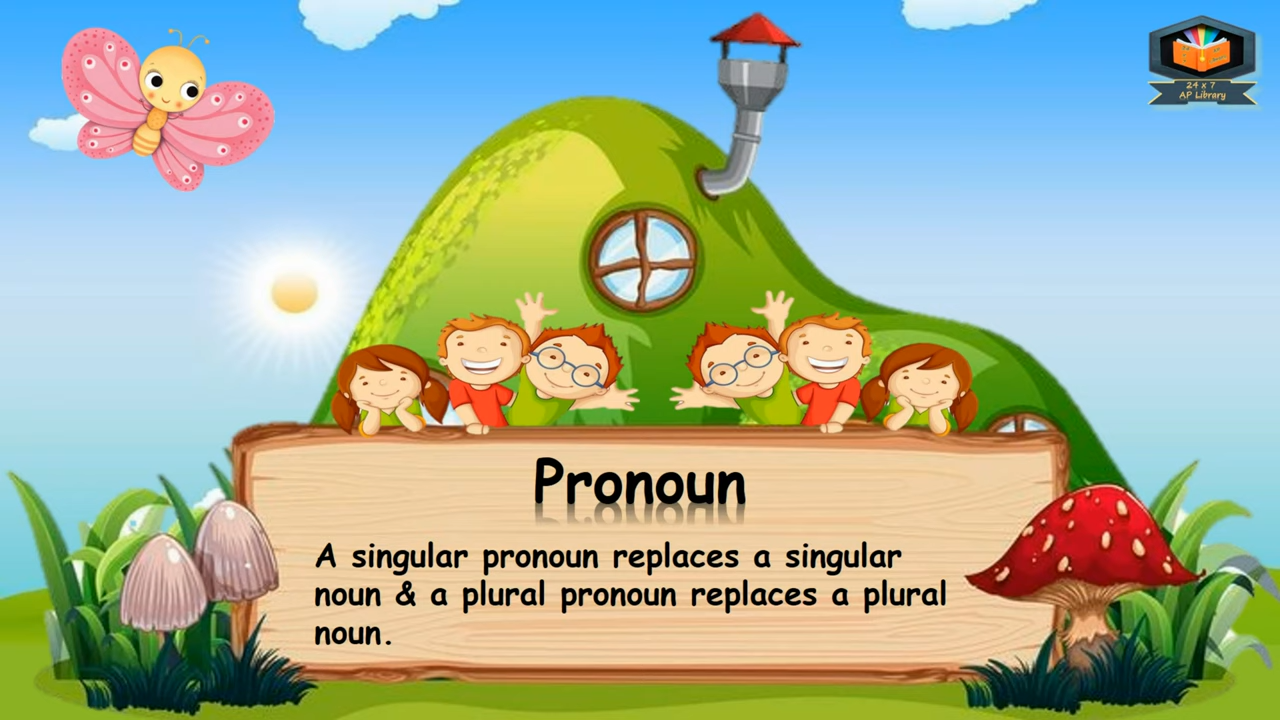 24 x 7
AP Library
Pronoun
A singular pronoun replaces a singular
noun & a plural pronoun replaces a plural
noun.